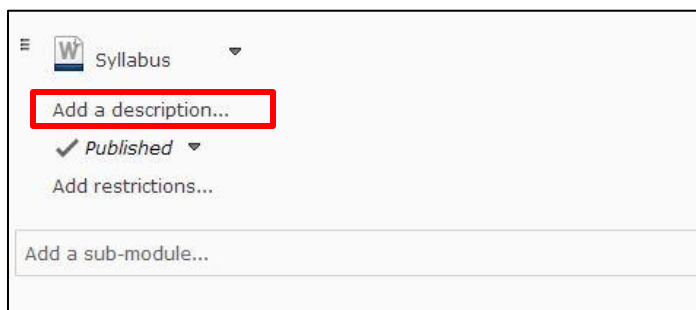 Syllabus
Add a description...
Published
Add restrictions...
Add a sub-module...